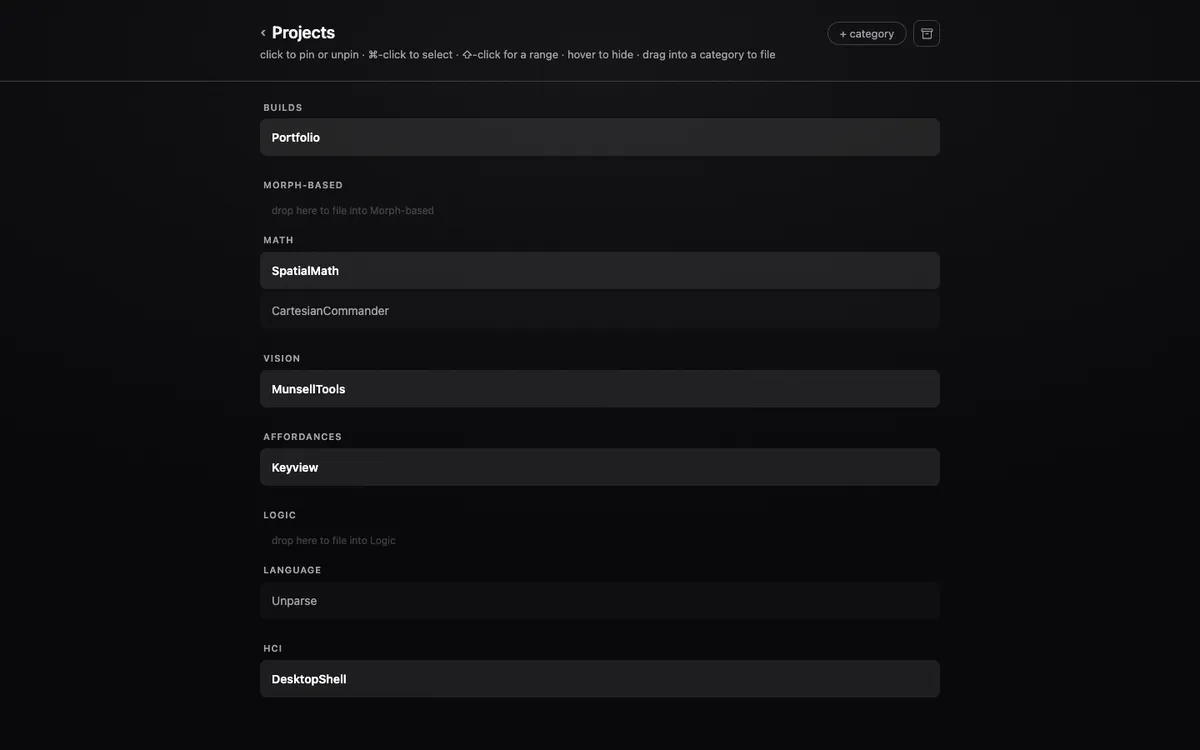 ‹ Projects
+ category
click to pin or unpin · ⌘-click to select · ⇧-click for a range · hover to hide · drag into a category to file
BUILDS
Portfolio
MORPH-BASED
drop here to file into Morph-based
MATH
SpatialMath
CartesianCommander
VISION
MunsellTools
AFFORDANCES
Keyview
LOGIC
drop here to file into Logic
LANGUAGE
Unparse
HCI
DesktopShell